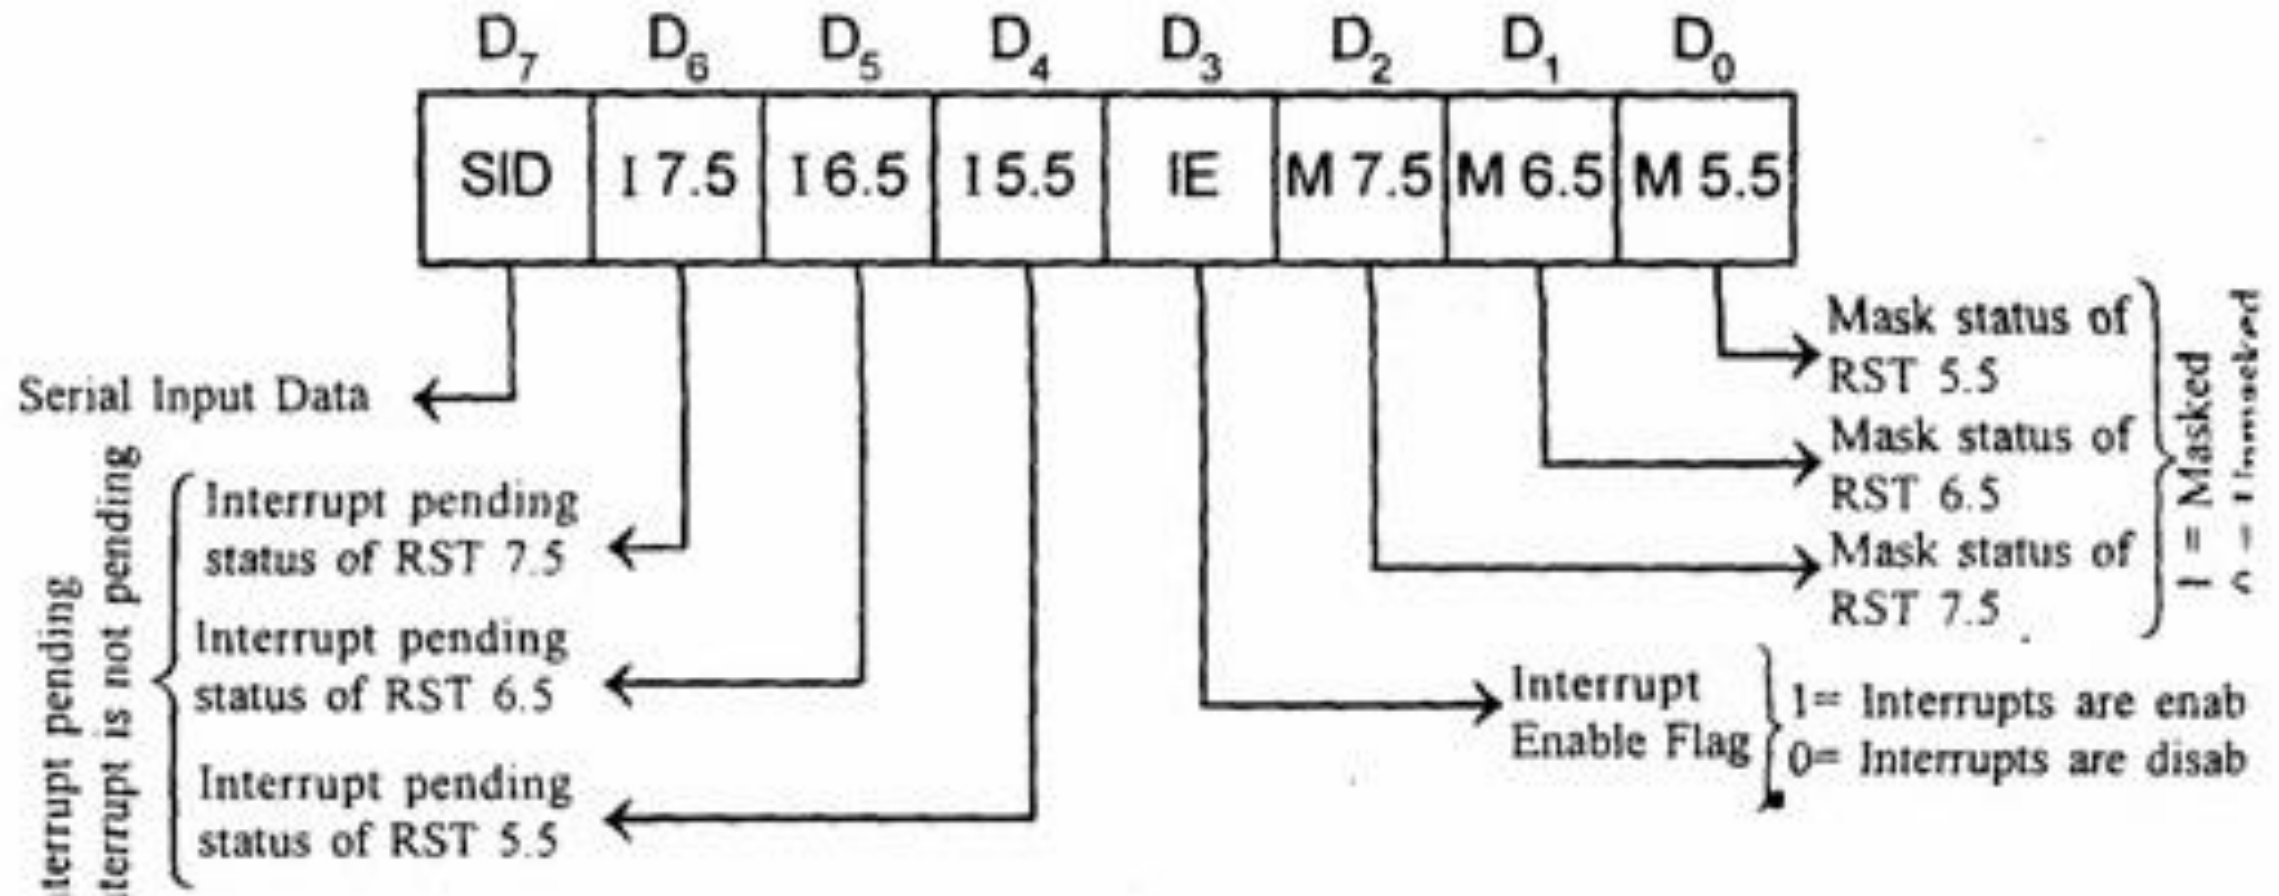 D7 D6 D5 D4 D3 D2 D1 D0
SID I 7.5 I 6.5 I 5.5 IE M 7.5 M 6.5 M 5.5
Serial Input Data
Interrupt pending
status of RST 7.5
Interrupt pending
status of RST 6.5
Interrupt pending
status of RST 5.5
nterrupt pending
nterrupt is not pending
Mask status of
RST 5.5
Mask status of
RST 6.5
Mask status of
RST 7.5
1 = Masked
Interrupt
Enable Flag
1= Interrupts are enab
0= Interrupts are disab